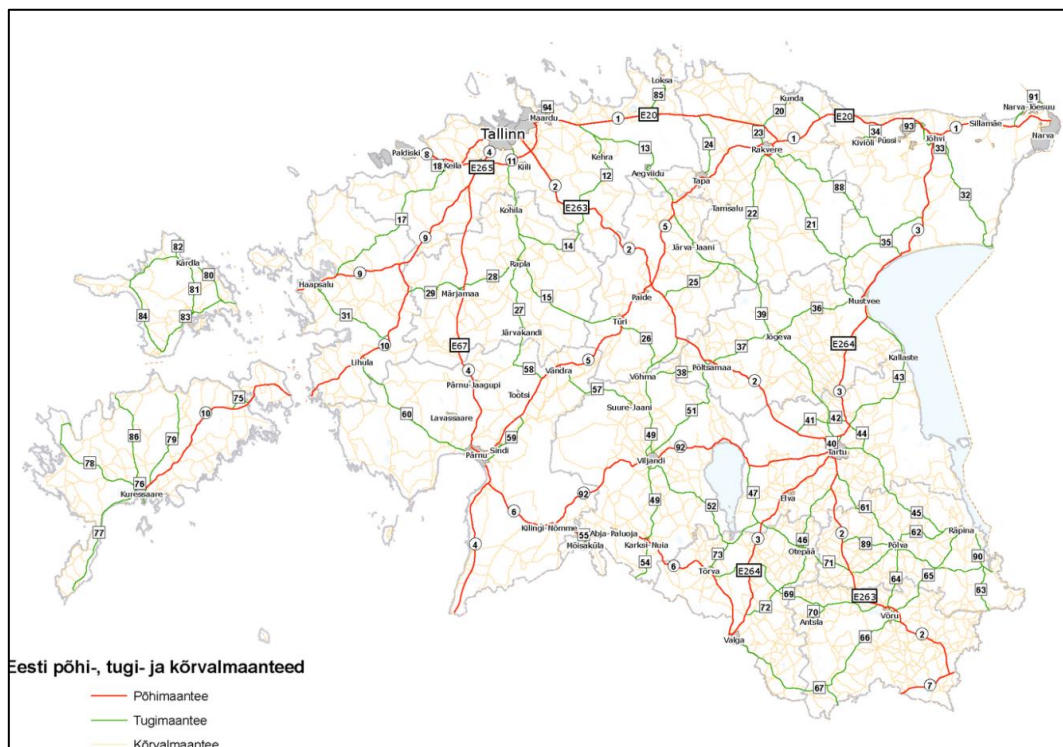 Loksa
85
91
Narva-Jõesuu
94
Maardu
1
E20
20
Kunda
E20
34
93
1
Sillamäe
Narva
Tallinn
23
1
Kiviõli
Püssi
Jõhvi
33
Paldiski
8
4
11
Kiili
13
24
Rakvere
18
Keila
E265
Kehra
12
Aegviidu
Tapa
88
32
2
17
Kohila
E263
Tamsalu
22
21
82
9
14
2
5
Järva-Jaani
35
3
Kärdla
80
81
9
Rapla
25
Haapsalu
28
15
Paide
Mustvee
84
83
31
29
Märjamaa
27
Türi
39
36
10
Järvakandi
26
37
Jõgeva
E264
Lihula
E67
58
5
Kallaste
4
Vändra
Võhma
38
Põltsamaa
43
75
Pärnu-Jaagupi
2
3
10
Tootsi
57
Suure-Jaani
51
60
Lavassaare
41
42
44
86
79
59
49
92
40
78
Pärnu
Sindi
Viljandi
Tartu
76
Kuressaare
92
47
Elva
61
49
52
45
77
6
2
62
Räpina
4
Kilingi-Nõmme
55
Abja-Paluoja
3
46
89
Põlva
Mõisaküla
Karksi-Nuia
73
Otepää
90
54
6
Tõrva
E264
71
64
65
63
72
69
70
E263
Antsla
Võru
Valga
66
2
67
7
Eesti põhi-, tugi- ja kõrvalmaanteed
Põhimaantee
Tugimaantee
Kõrvalmaantee